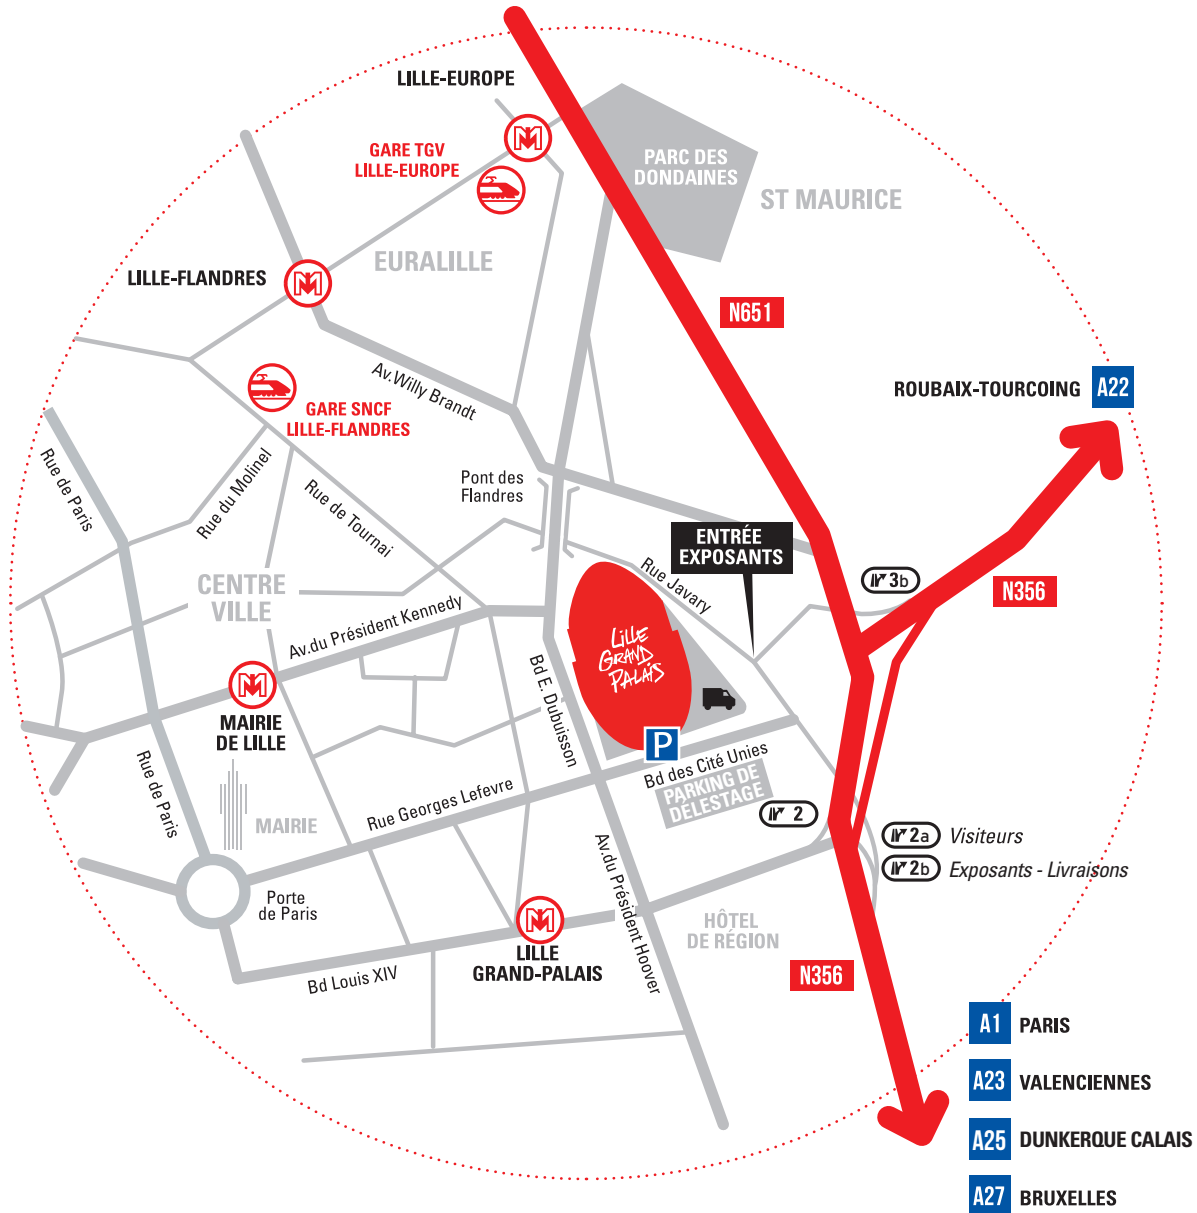 LILLE-EUROPE
GARE TGV
LILLE-EUROPE
PARC DES
DONDAINES
ST MAURICE
EURALILLE
LILLE-FLANDRES
N651
Av.Willy Brandt
ROUBAIX-TOURCOING
A22
GARE SNCF
LILLE-FLANDRES
Rue de Paris
Rue du Molinel
Rue de Tournai
Pont des
Flandres
ENTRÉE
EXPOSANTS
Rue Javary
3b
N356
CENTRE
VILLE
Av.du Président Kennedy
LILLE
GRAND
PALAIS
Bd E. Dubuisson
MAIRIE
DE LILLE
P
Bd des Cité Unies
PARKING DE
DÉLESTAGE
Rue de Paris
Rue Georges Lefevre
MAIRIE
2
2a Visiteurs
2b Exposants - Livraisons
Av.du Président Hoover
Porte
de Paris
HÔTEL
DE RÉGION
LILLE
GRAND-PALAIS
Bd Louis XIV
N356
A1 PARIS
A23 VALENCIENNES
A25 DUNKERQUE CALAIS
A27 BRUXELLES